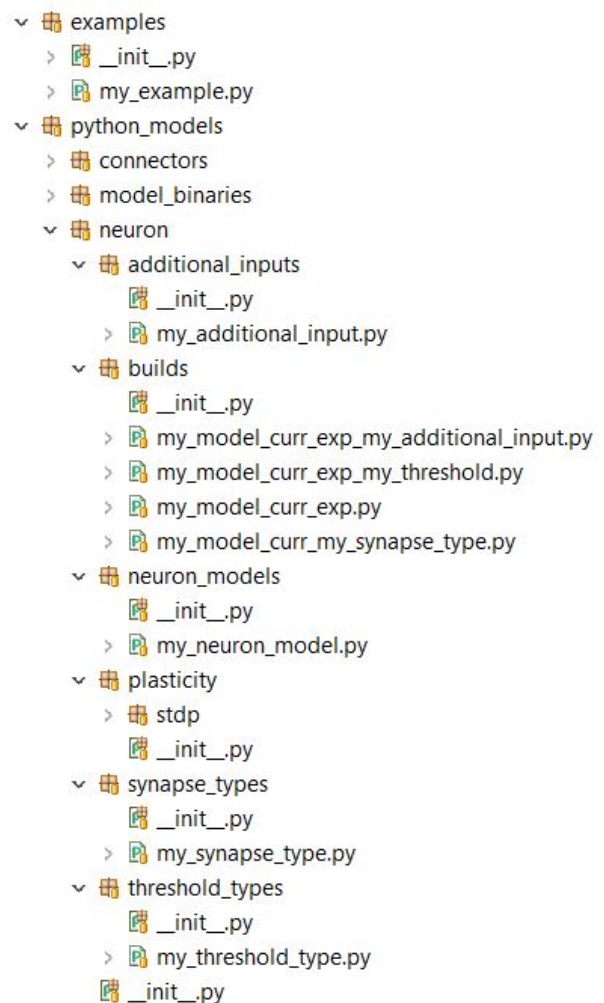 examples
__init__.py
my_example.py
python_models
connectors
model_binaries
neuron
additional_inputs
__init__.py
my_additional_input.py
builds
__init__.py
my_model_curr_exp_my_additional_input.py
my_model_curr_exp_my_threshold.py
my_model_curr_exp.py
my_model_curr_my_synapse_type.py
neuron_models
__init__.py
my_neuron_model.py
plasticity
stdp
__init__.py
synapse_types
__init__.py
my_synapse_type.py
threshold_types
__init__.py
my_threshold_type.py
__init__.py